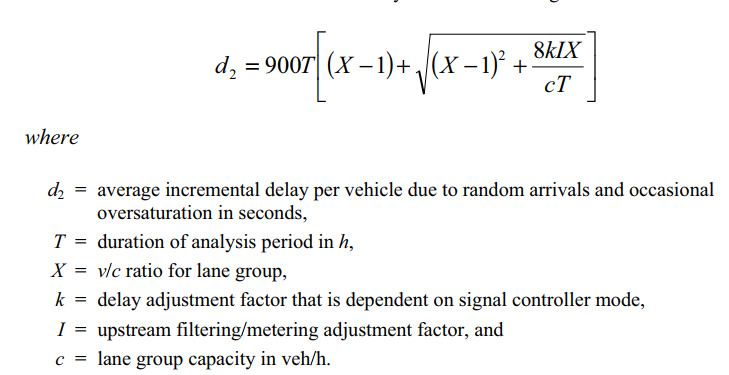 d₂ = 900T[(X – 1) + √((X – 1)² + 8kIX/cT)]
where
d₂ = average incremental delay per vehicle due to random arrivals and occasional
oversaturation in seconds,
T = duration of analysis period in h,
X = v/c ratio for lane group,
k = delay adjustment factor that is dependent on signal controller mode,
I = upstream filtering/metering adjustment factor, and
c = lane group capacity in veh/h.